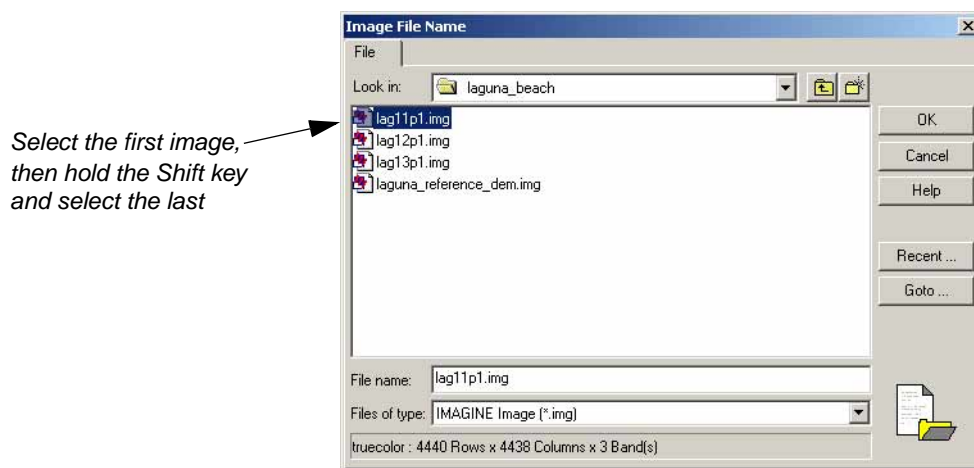 Image File Name
File
Look in: laguna_beach
lag11p1.img
lag12p1.img
lag13p1.img
laguna_reference_dem.img
OK
Cancel
Help
Recent ...
Goto ...
File name: lag11p1.img
Files of type: IMAGINE Image (*.img)
truecolor : 4440 Rows x 4438 Columns x 3 Band(s)
Select the first image,
then hold the Shift key
and select the last